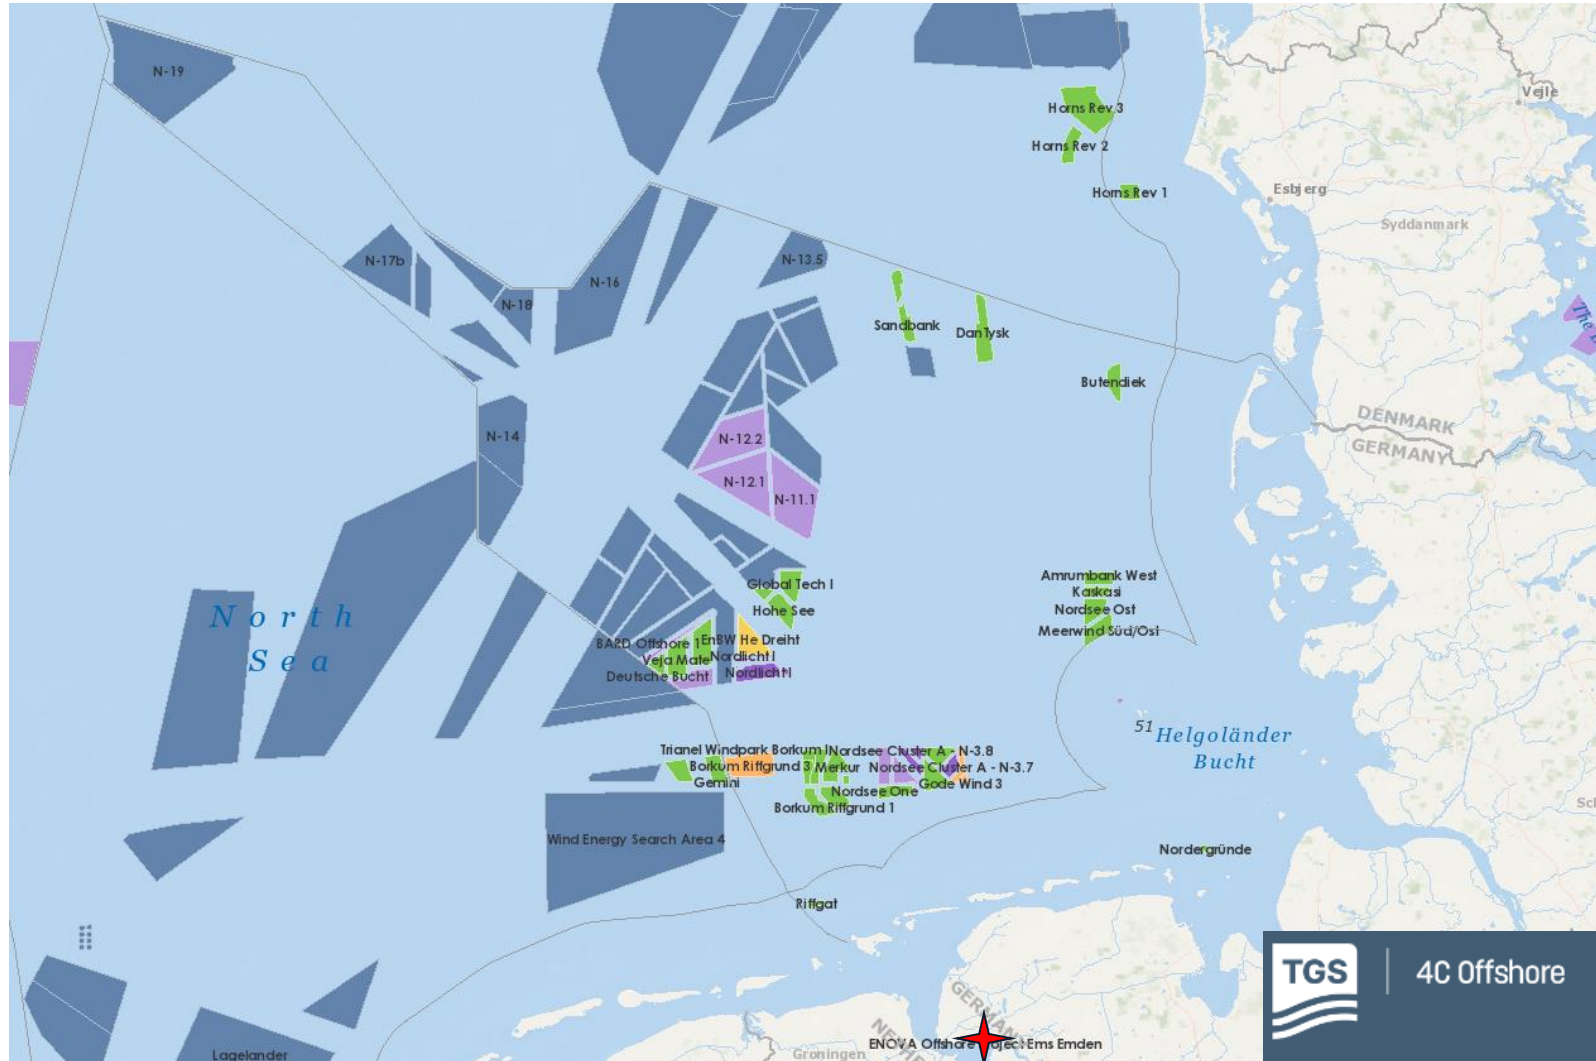 N-19
Vejle
Horns Rev 3
Horns Rev 2
Horns Rev 1
Esbjerg
Syddanmark
N-17b
N-13.5
N-16
N-18
The
Sandbank
DanTysk
Butendiek
DENMARK
GERMANY
N-14
N-12.2
N-12.1
N-11.1
Global Tech I
Hohe See
Amrumbank West
Kaskasi
Nordsee Ost
Meerwind Süd/Ost
North
Sea
BARD Offshore 1
EnBW He Dreiht
Veja Mate
Nordlicht I
Deutsche Bucht
Nordlicht I
51
Helgoländer
Bucht
Trianel Windpark Borkum I
Nordsee Cluster A - N-3.8
Borkum Riffgrund 3
Merkur
Nordsee Cluster A - N-3.7
Gemini
Gode Wind 3
Nordsee One
Borkum Riffgrund 1
Wind Energy Search Area 4
Nordergründe
Riffgat
TGS
4C Offshore
GERMAN
ENOVA Offshore Project Ems Emden
Groningen
Lagelander